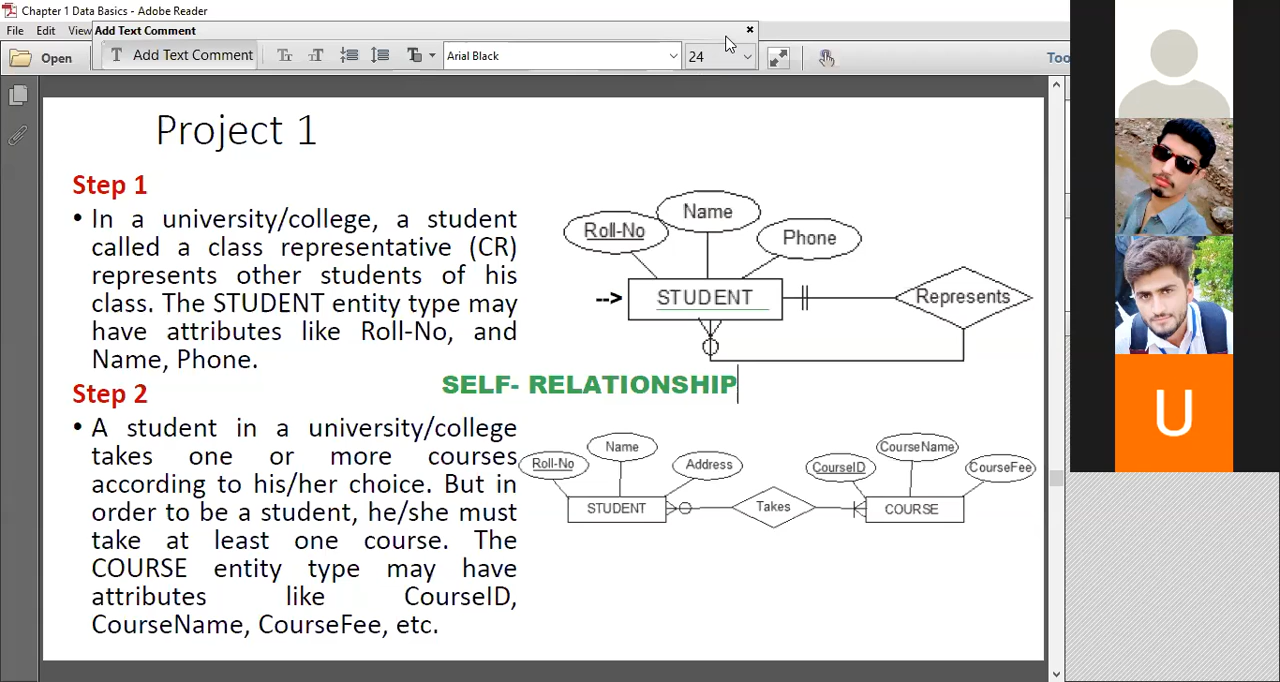 Chapter 1 Data Basics - Adobe Reader
File Edit View
Add Text Comment
Open
T Add Text Comment
Arial Black
24
Too
Project 1
Step 1
• In a university/college, a student
called a class representative (CR)
represents other students of his
class. The STUDENT entity type may
have attributes like Roll-No, and
Name, Phone.
Roll-No
Name
Phone
--> STUDENT
Represents
SELF- RELATIONSHIP
Step 2
• A student in a university/college
takes one or more courses
according to his/her choice. But in
order to be a student, he/she must
take at least one course. The
COURSE entity type may have
attributes like CourseID,
CourseName, CourseFee, etc.
Roll-No
Name
Address
STUDENT
Takes
CourseID
CourseName
CourseFee
COURSE
U